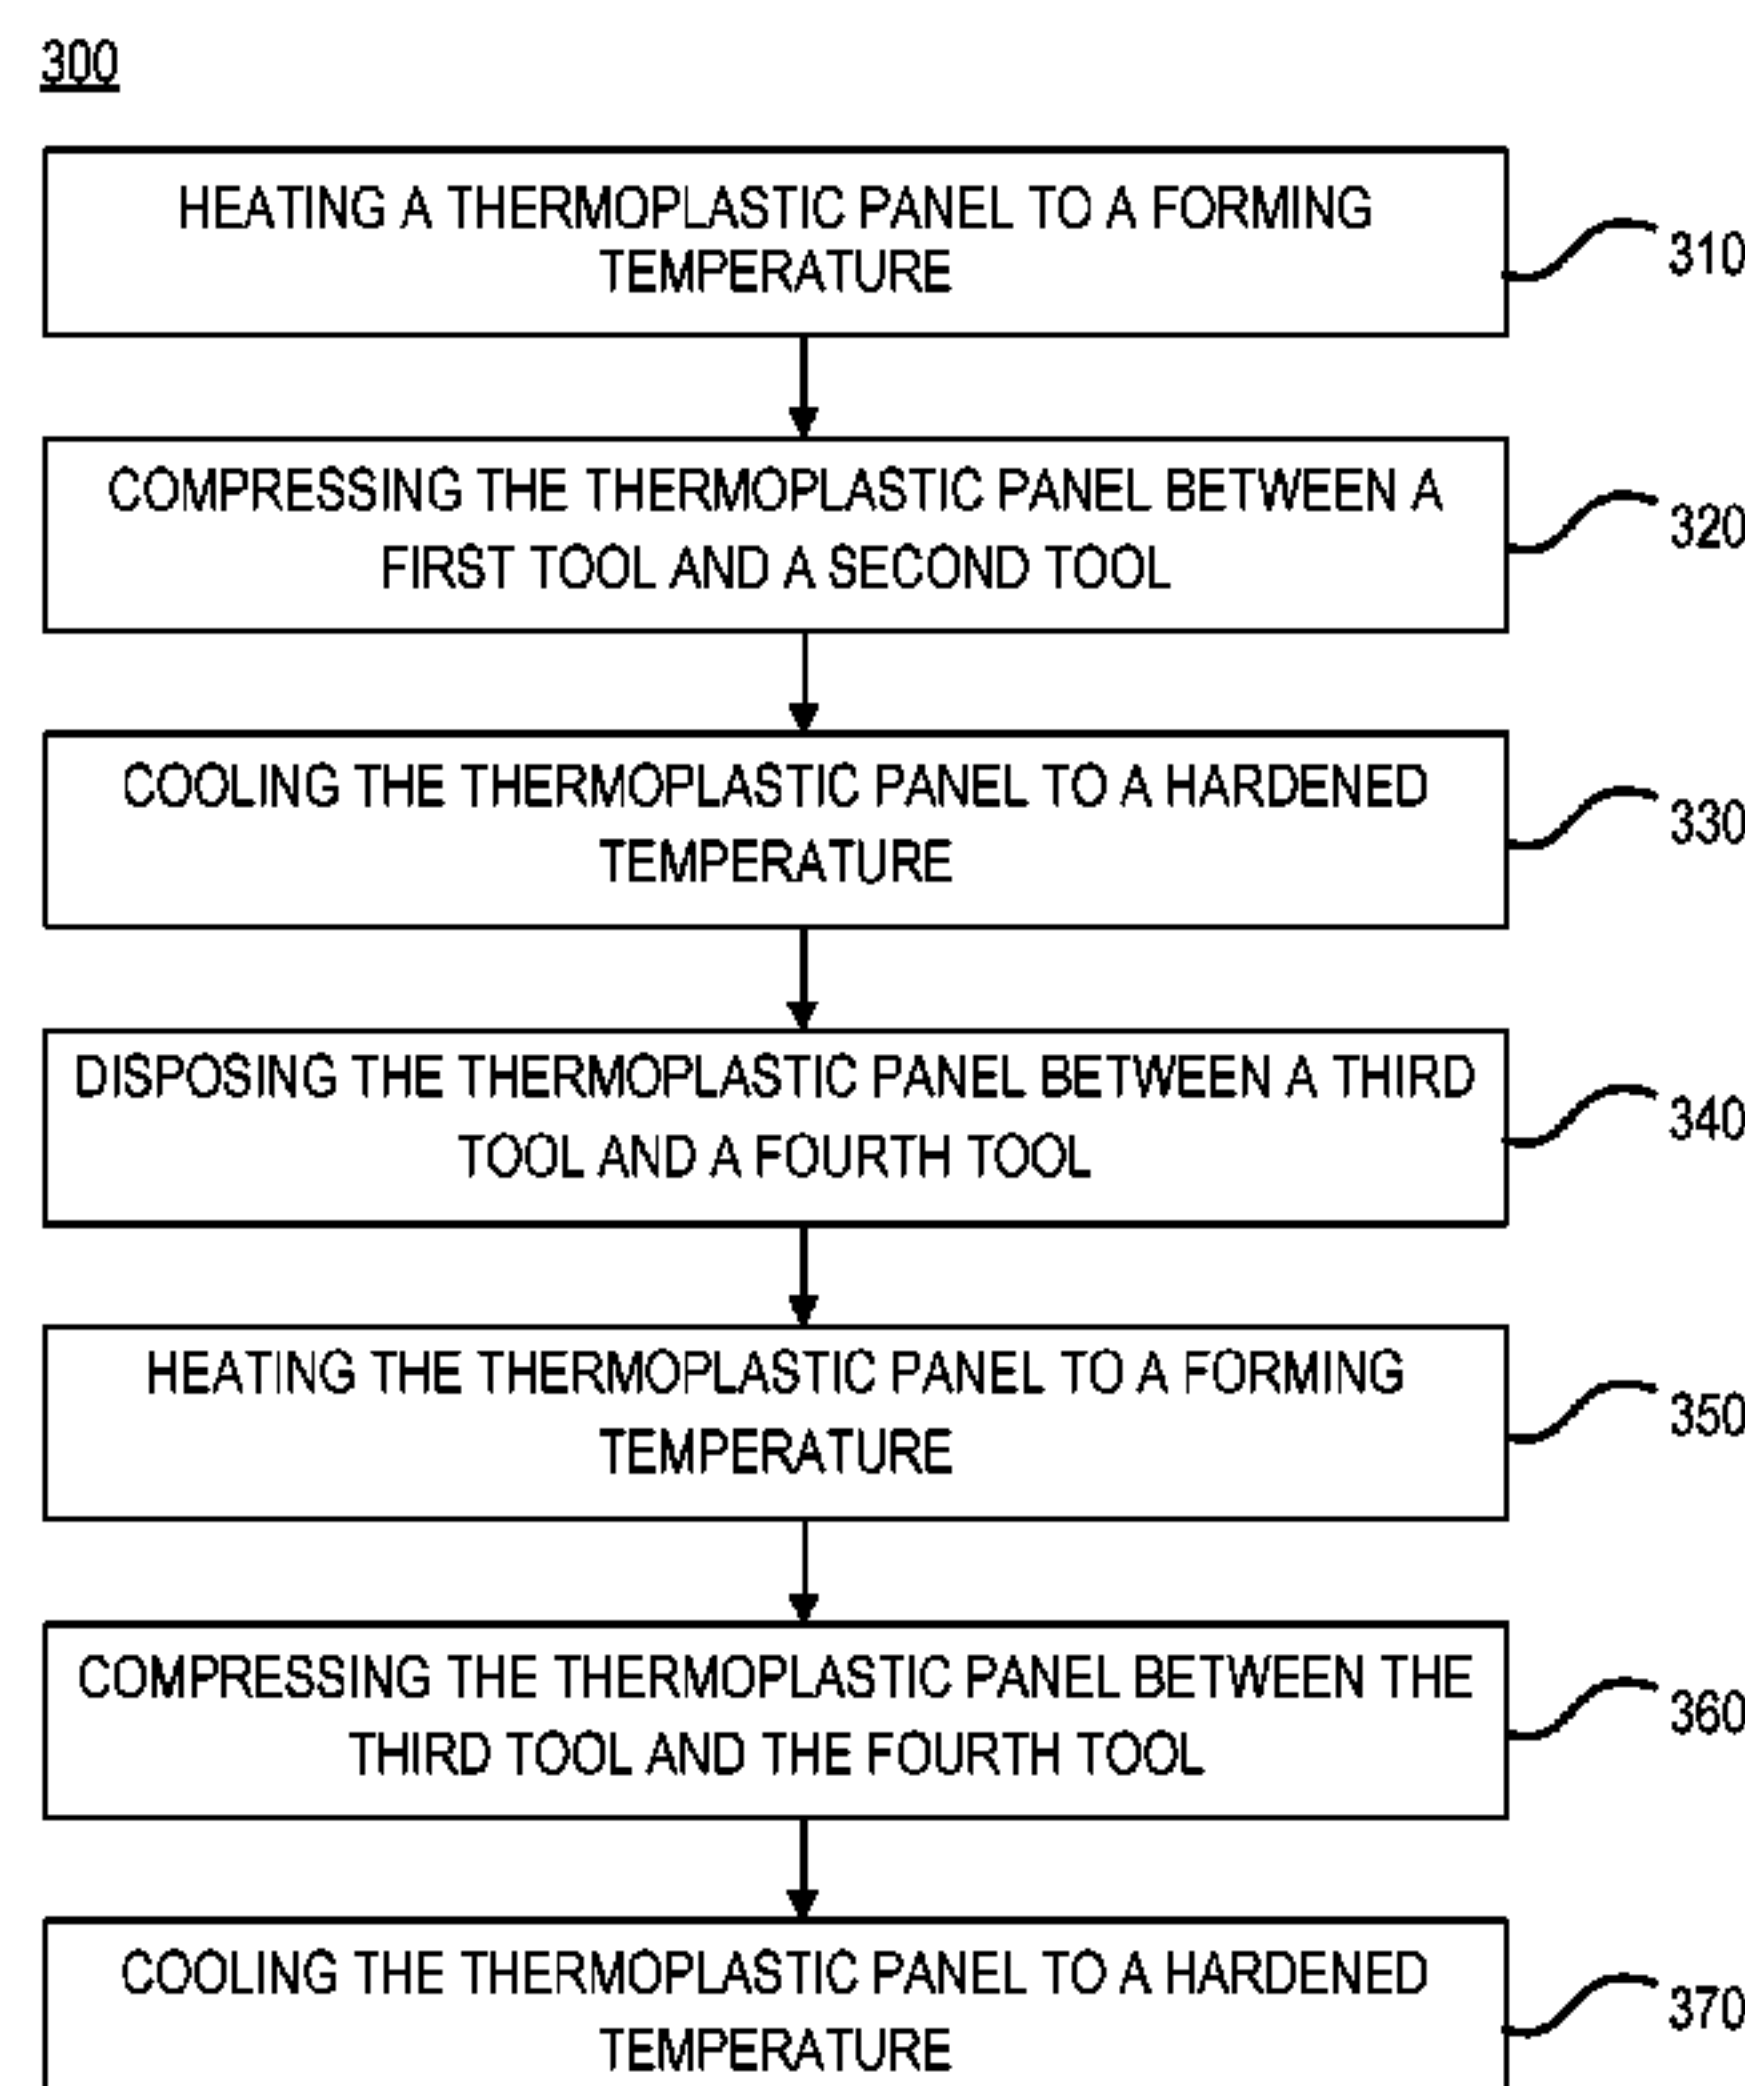 300
HEATING A THERMOPLASTIC PANEL TO A FORMING
TEMPERATURE
310
COMPRESSING THE THERMOPLASTIC PANEL BETWEEN A
FIRST TOOL AND A SECOND TOOL
320
COOLING THE THERMOPLASTIC PANEL TO A HARDENED
TEMPERATURE
330
DISPOSING THE THERMOPLASTIC PANEL BETWEEN A THIRD
TOOL AND A FOURTH TOOL
340
HEATING THE THERMOPLASTIC PANEL TO A FORMING
TEMPERATURE
350
COMPRESSING THE THERMOPLASTIC PANEL BETWEEN THE
THIRD TOOL AND THE FOURTH TOOL
360
COOLING THE THERMOPLASTIC PANEL TO A HARDENED
TEMPERATURE
370